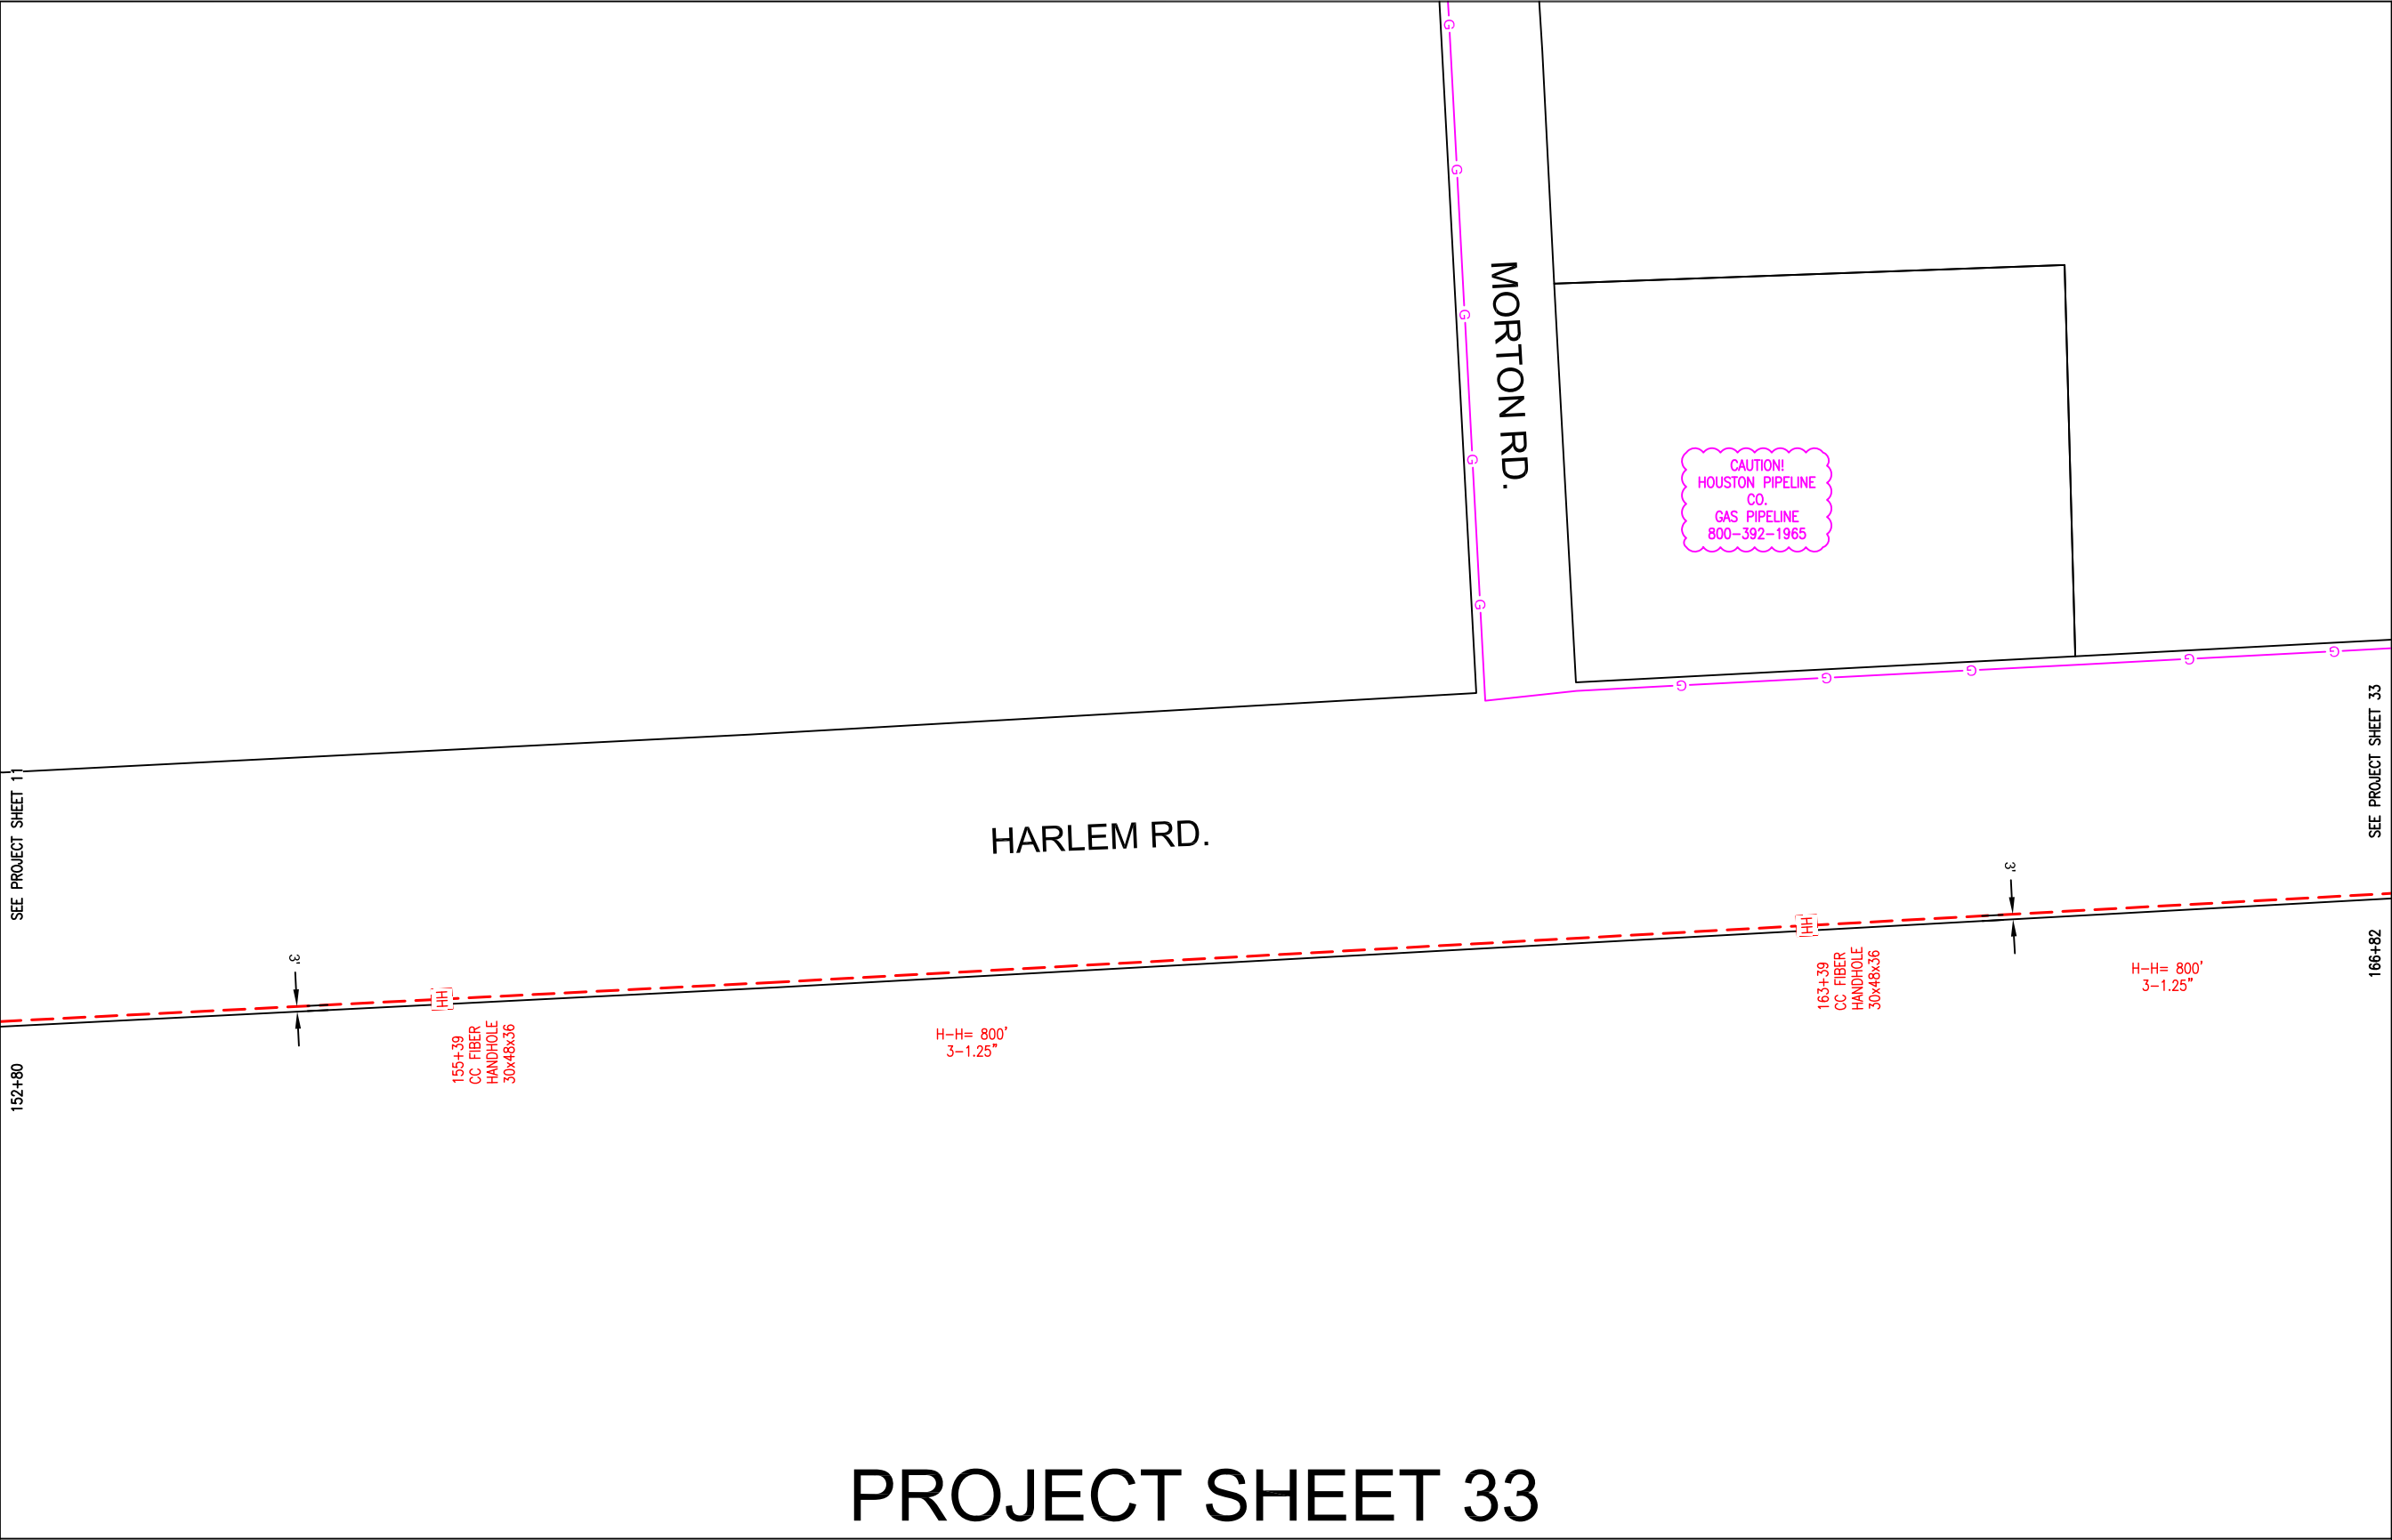 G
G
G
G
G
MORTON RD.
CAUTION!
HOUSTON PIPELINE
CO.
GAS PIPELINE
800-392-1965
G
G
G
G
G
SEE PROJECT SHEET 11
152+80
HARLEM RD.
SEE PROJECT SHEET 33
166+82
3'
HH
155+39
CC FIBER
HANDHOLE
30x48x36
H-H= 800'
3-1.25"
HH
163+39
CC FIBER
HANDHOLE
30x48x36
3'
H-H= 800'
3-1.25"
PROJECT SHEET 33